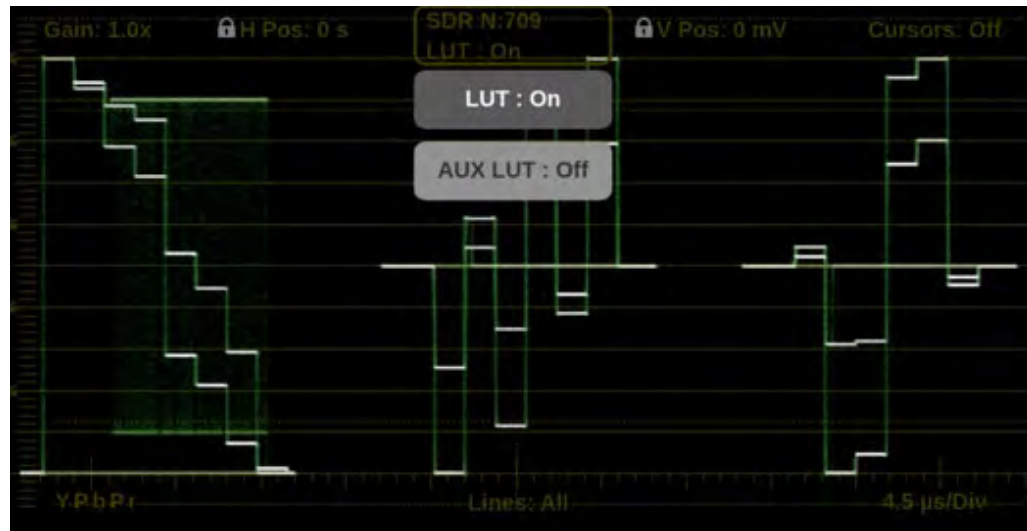 Gain: 1.0x
H Pos: 0 s
SDR N:709
LUT : On
V Pos: 0 mV
Cursors: Off
LUT : On
AUX LUT : Off
YPbPr
Lines: All
4.5 µs/Div